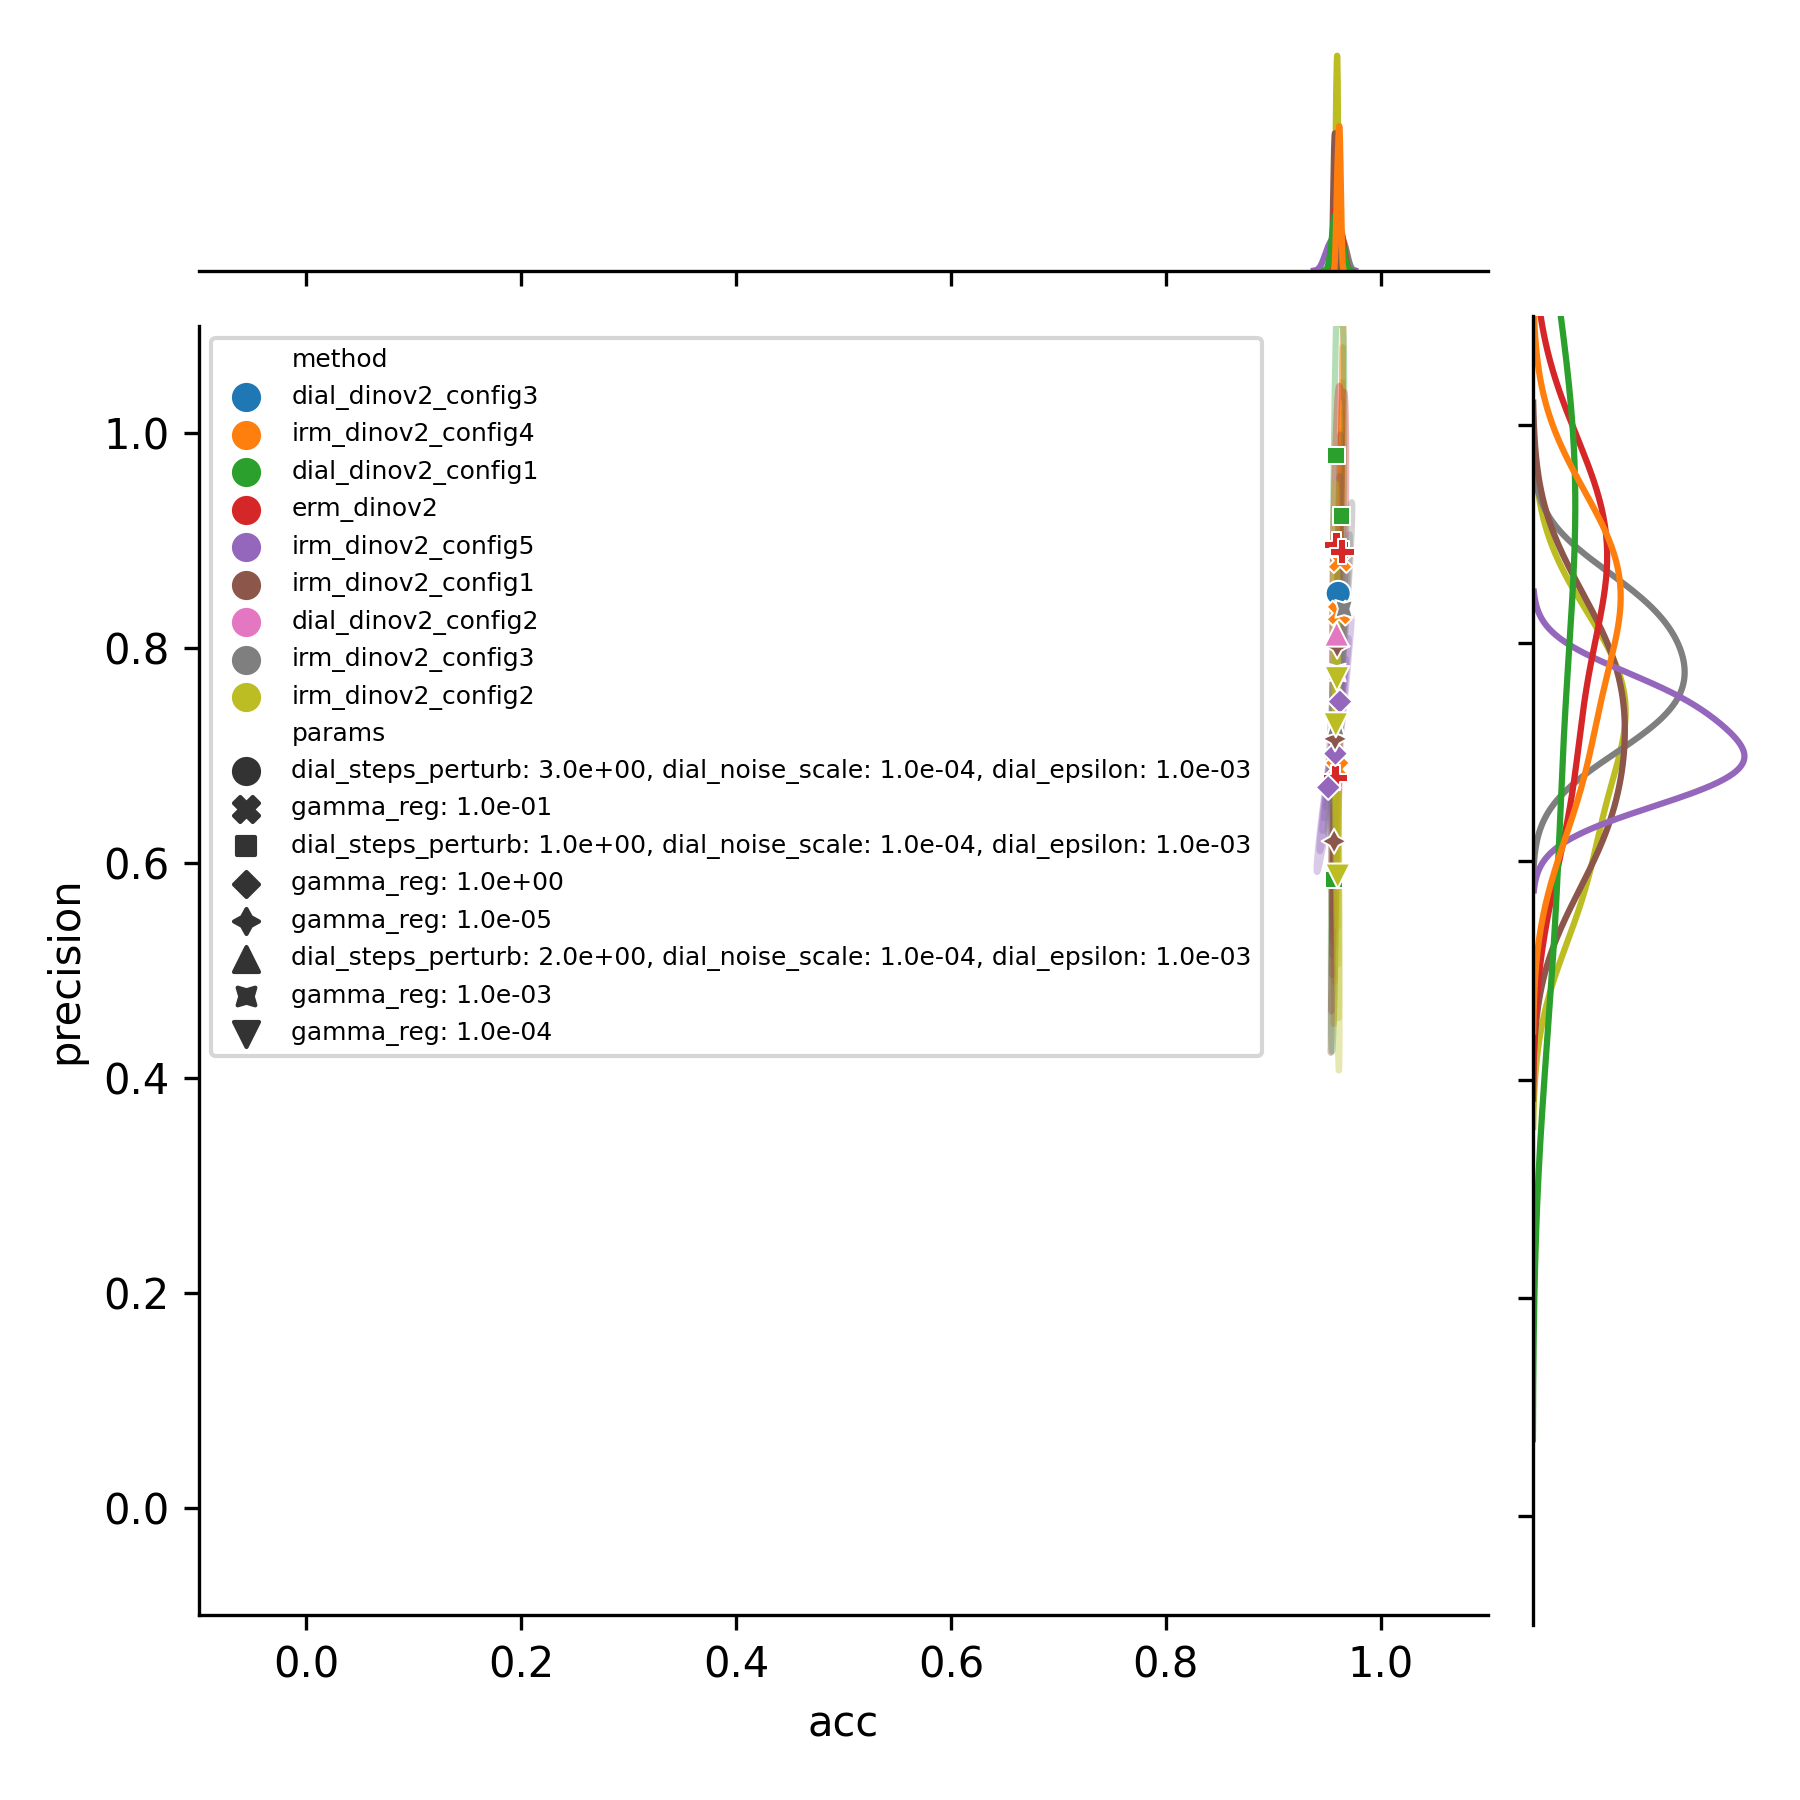 method
dial_dinov2_config3
irm_dinov2_config4
dial_dinov2_config1
erm_dinov2
irm_dinov2_config5
irm_dinov2_config1
dial_dinov2_config2
irm_dinov2_config3
irm_dinov2_config2
params
dial_steps_perturb: 3.0e+00, dial_noise_scale: 1.0e-04, dial_epsilon: 1.0e-03
gamma_reg: 1.0e-01
dial_steps_perturb: 1.0e+00, dial_noise_scale: 1.0e-04, dial_epsilon: 1.0e-03
gamma_reg: 1.0e+00
gamma_reg: 1.0e-05
dial_steps_perturb: 2.0e+00, dial_noise_scale: 1.0e-04, dial_epsilon: 1.0e-03
gamma_reg: 1.0e-03
gamma_reg: 1.0e-04
1.0
0.8
0.6
0.4
0.2
0.0
precision
0.0 0.2 0.4 0.6 0.8 1.0
acc